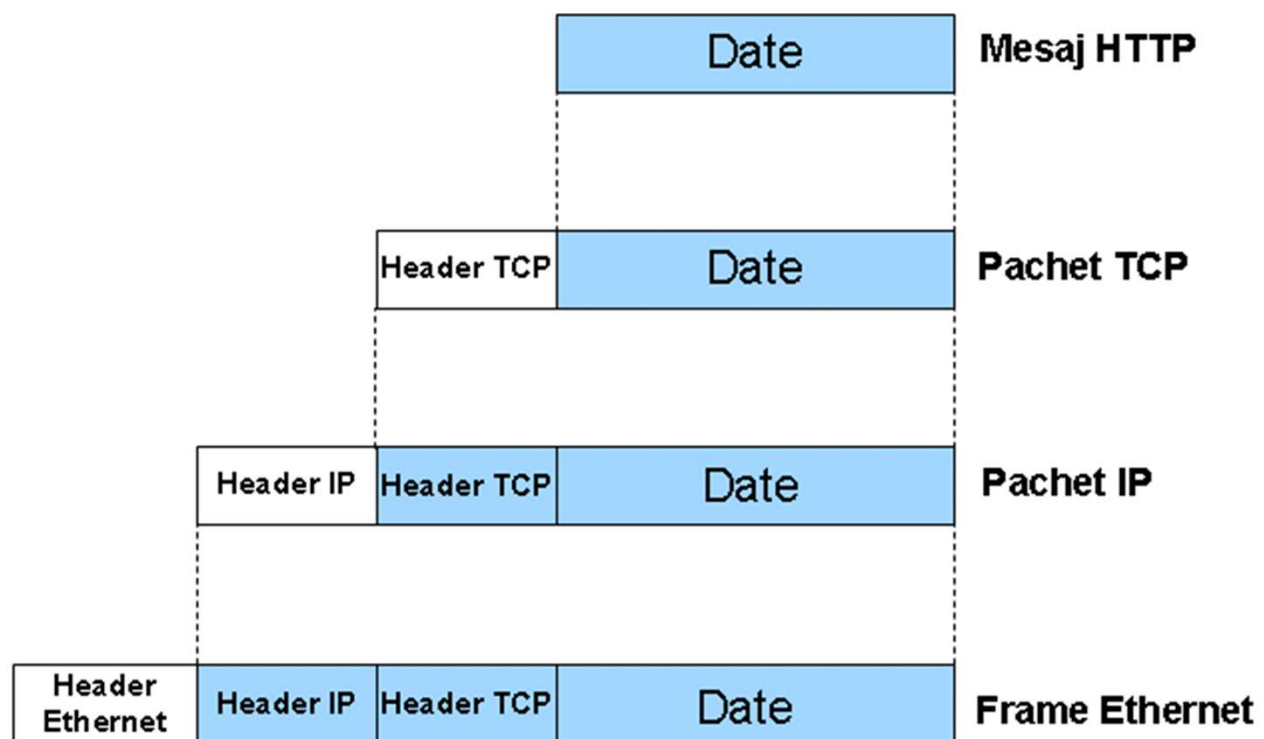 Date
Mesaj HTTP
Header TCP
Date
Pachet TCP
Header IP
Header TCP
Date
Pachet IP
Header
Ethernet
Header IP
Header TCP
Date
Frame Ethernet